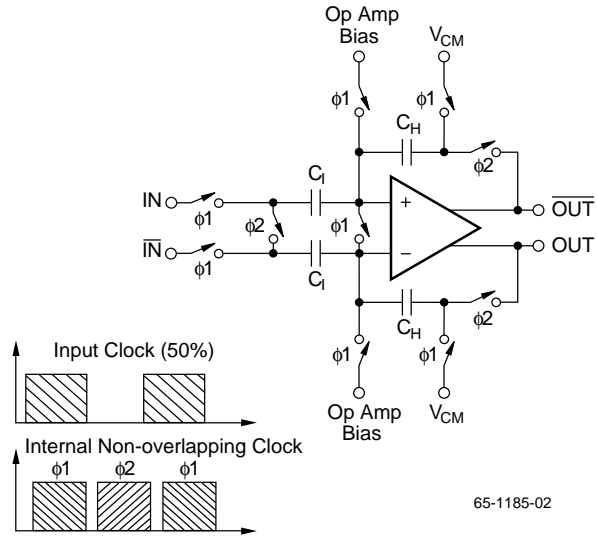 Op Amp
Bias
V_CM
ϕ1
ϕ1
C_H
ϕ2
C_I
IN
ϕ1
+
OUT
ϕ2
ϕ1
IN
ϕ1
–
OUT
C_I
C_H
ϕ2
ϕ1
ϕ1
Op Amp
Bias
V_CM
Input Clock (50%)
Internal Non-overlapping Clock
ϕ1 ϕ2 ϕ1
65-1185-02